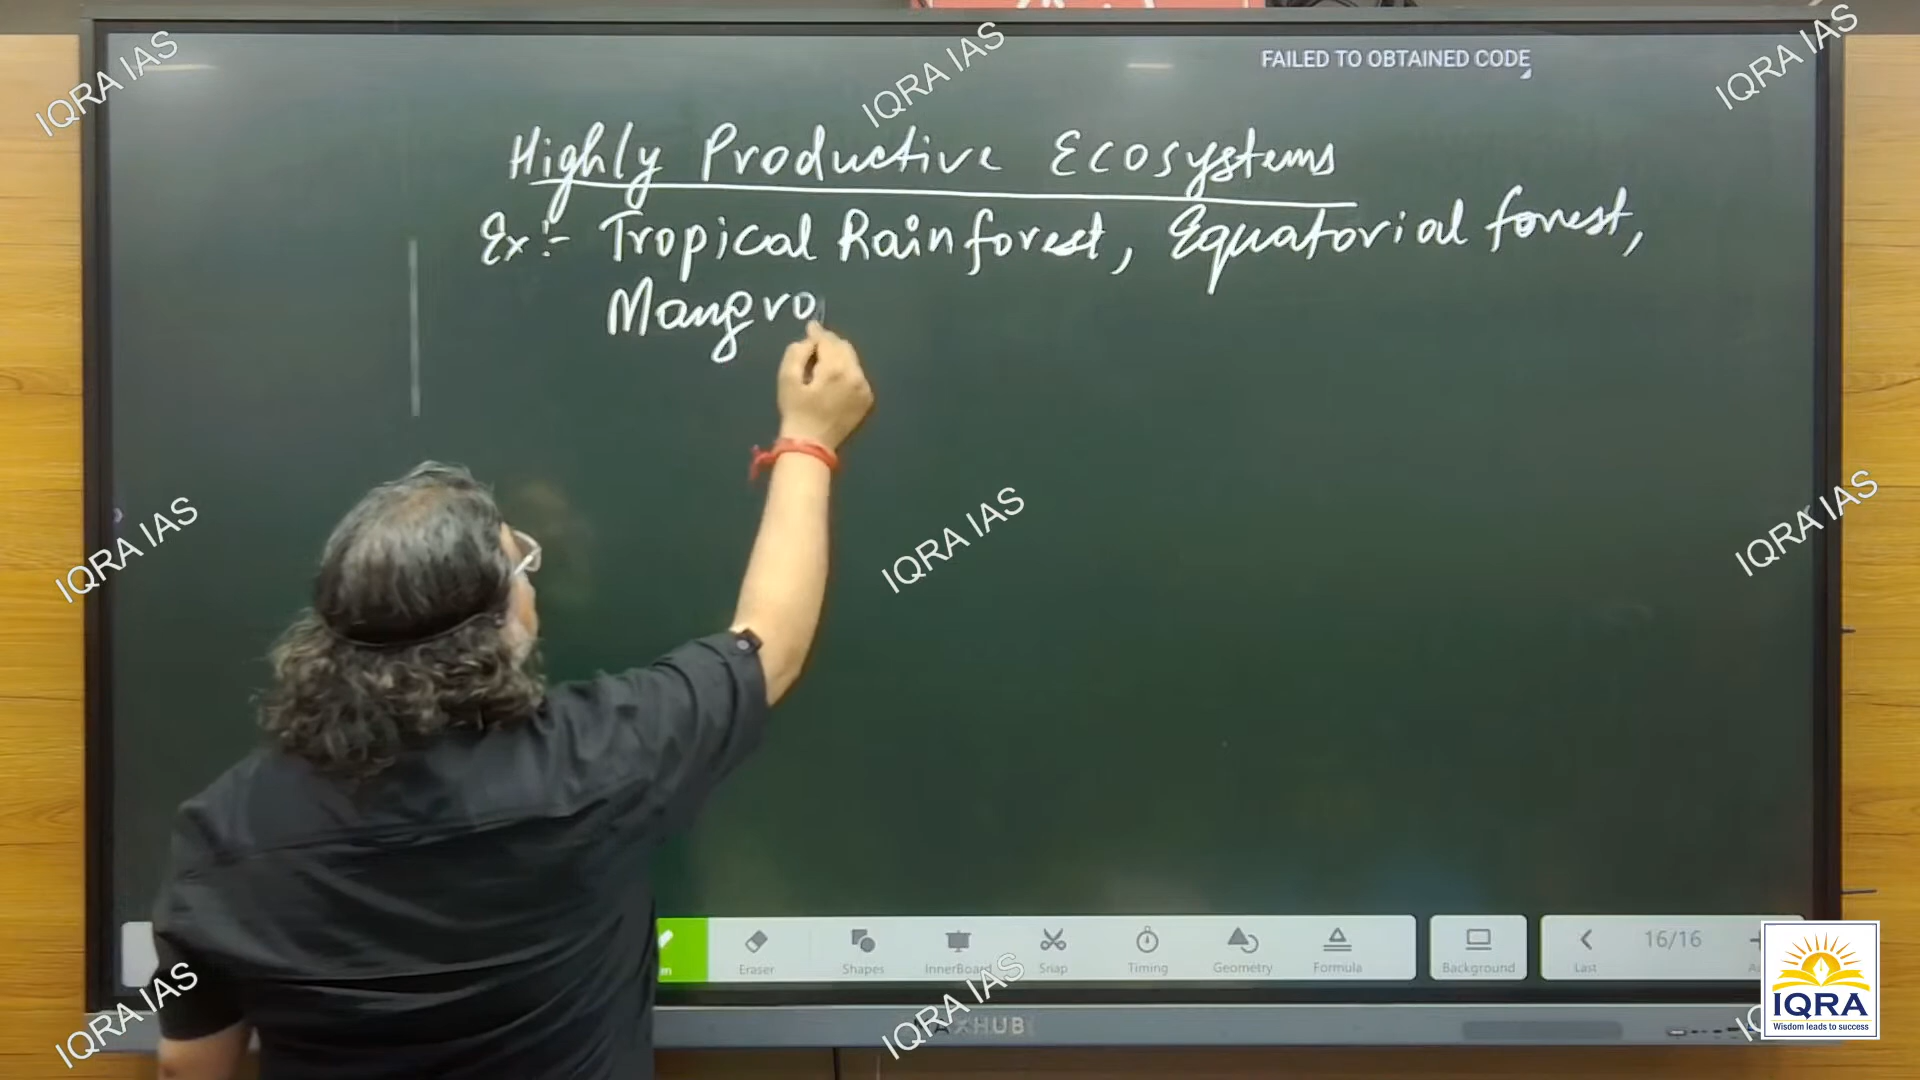 IQRA IAS
IQRA IAS
IQRA IAS
FAILED TO OBTAINED CODE
Highly Productive Ecosystems
Ex:- Tropical Rainforest, Equatorial forest,
Mangro
IQRA IAS
IQRA IAS
IQRA IAS
Eraser
Shapes
InnerBoard
Snap
Timing
Geometry
Formula
Background
Last
16/16
IQRA IAS
IQRA IAS
IQRA
Wisdom leads to success